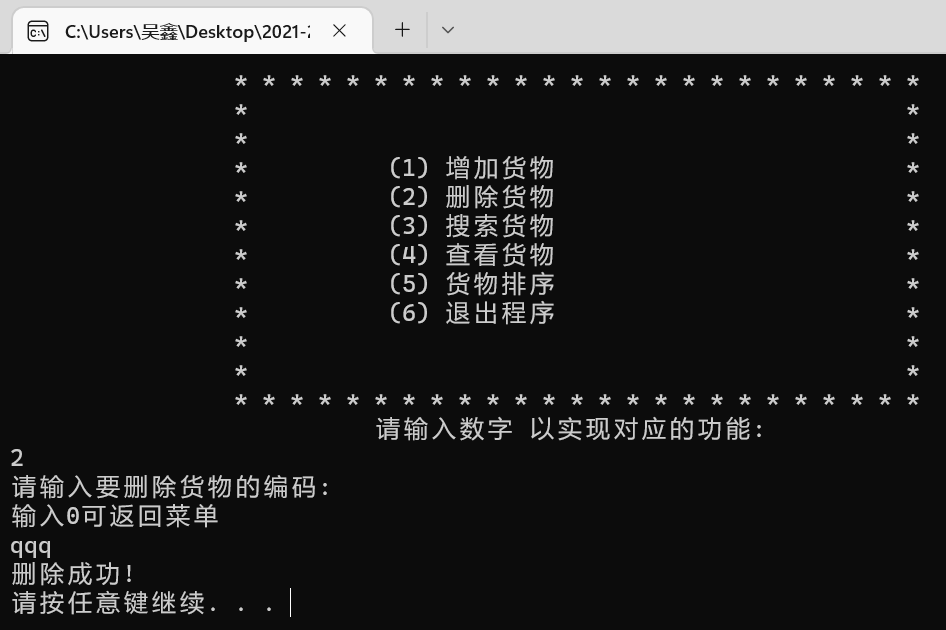 C:\Users\吴鑫\Desktop\2021-2
* * * * * * * * * * * * * * * * * * * * * * * * *
* *
* *
* (1) 增加货物 *
* (2) 删除货物 *
* (3) 搜索货物 *
* (4) 查看货物 *
* (5) 货物排序 *
* (6) 退出程序 *
* *
* *
* * * * * * * * * * * * * * * * * * * * * * * * *
请输入数字 以实现对应的功能:
2
请输入要删除货物的编码:
输入0可返回菜单
qqq
删除成功!
请按任意键继续. . .